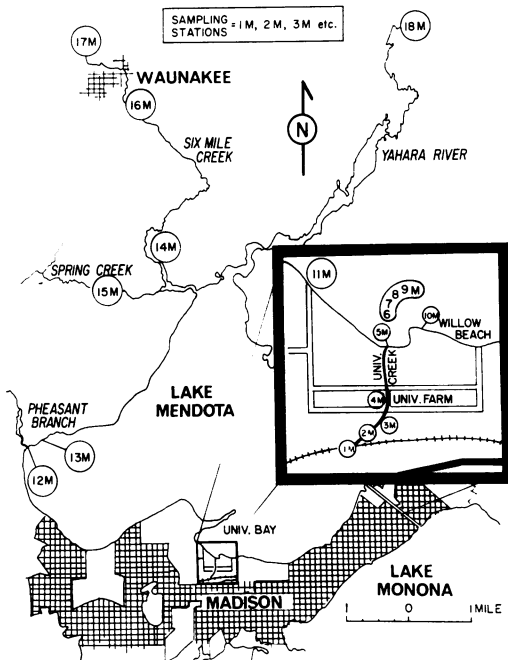 SAMPLING STATIONS = 1M, 2M, 3M etc.
17M
18M
WAUNAKEE
16M
N
SIX MILE
CREEK
YAHARA RIVER
14M
SPRING CREEK
15M
11M
6 7 8 9M
10M
5M
WILLOW
BEACH
UNIV.
CREEK
4M
UNIV. FARM
3M
2M
1M
LAKE
MENDOTA
PHEASANT
BRANCH
13M
12M
UNIV. BAY
MADISON
LAKE
MONONA
1 0 1 MILE